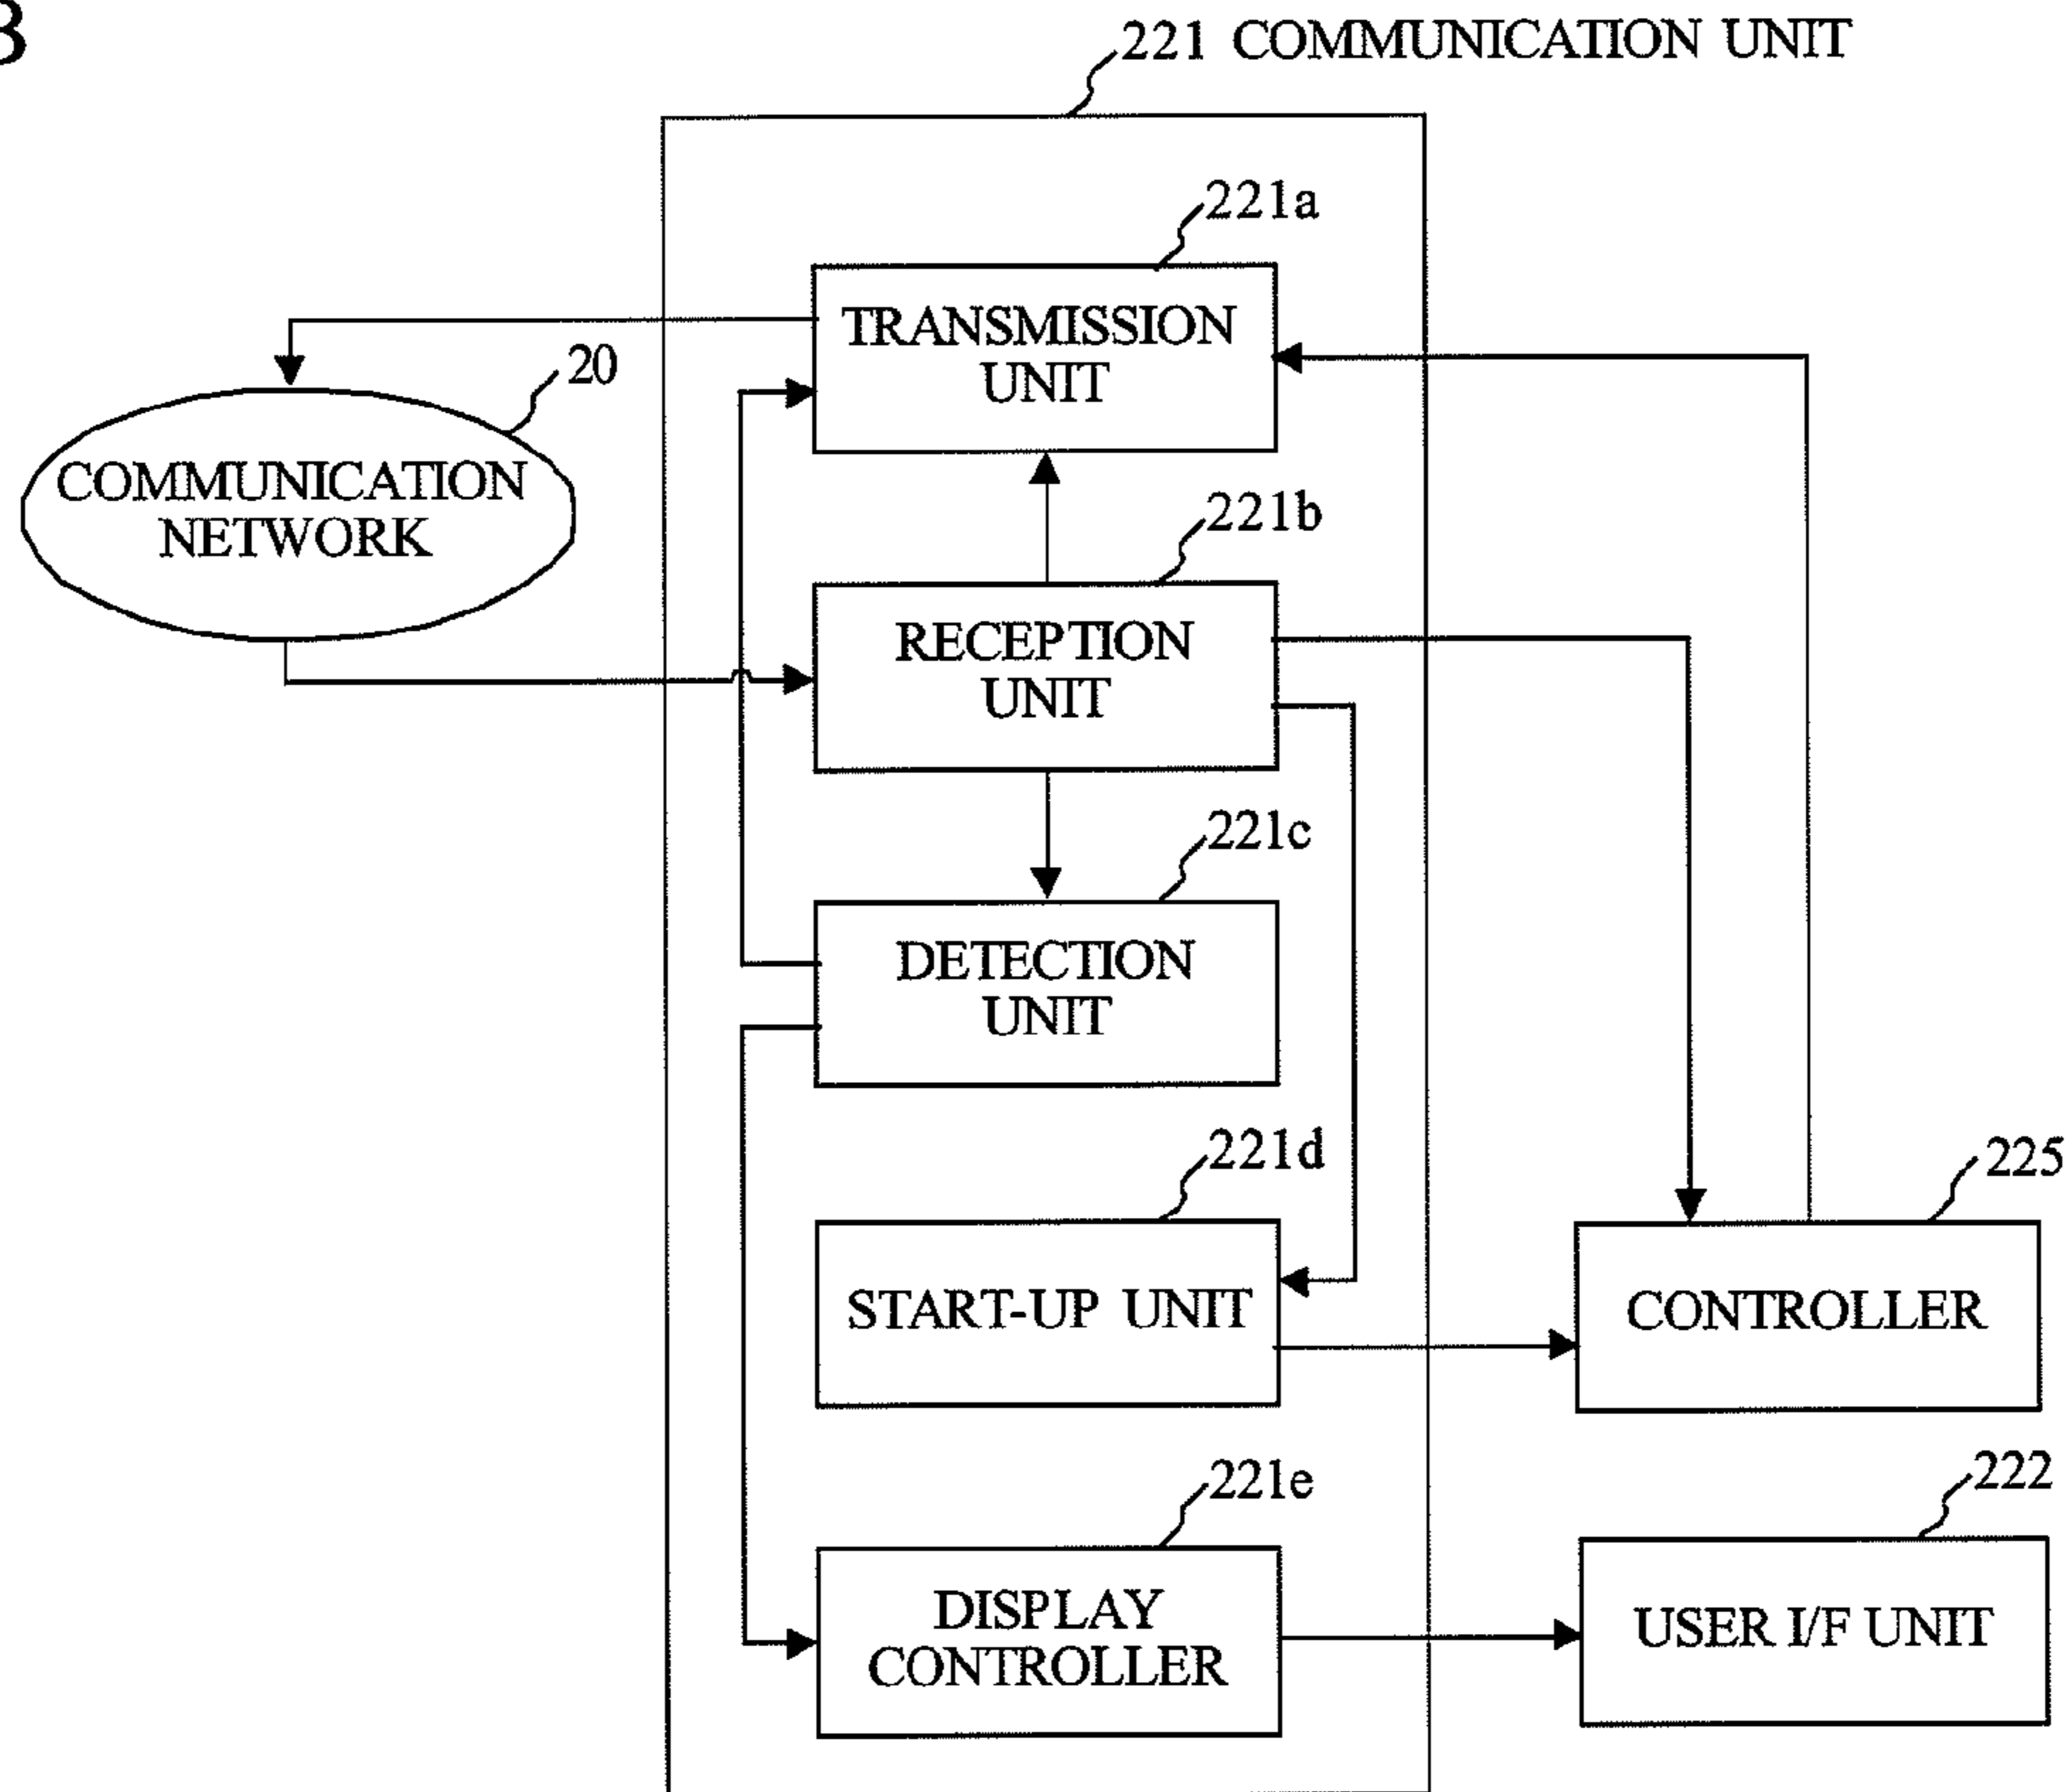 3
221 COMMUNICATION UNIT
221a
TRANSMISSION
UNIT
20
COMMUNICATION
NETWORK
221b
RECEPTION
UNIT
221c
DETECTION
UNIT
221d
START-UP UNIT
225
CONTROLLER
221e
DISPLAY
CONTROLLER
222
USER I/F UNIT